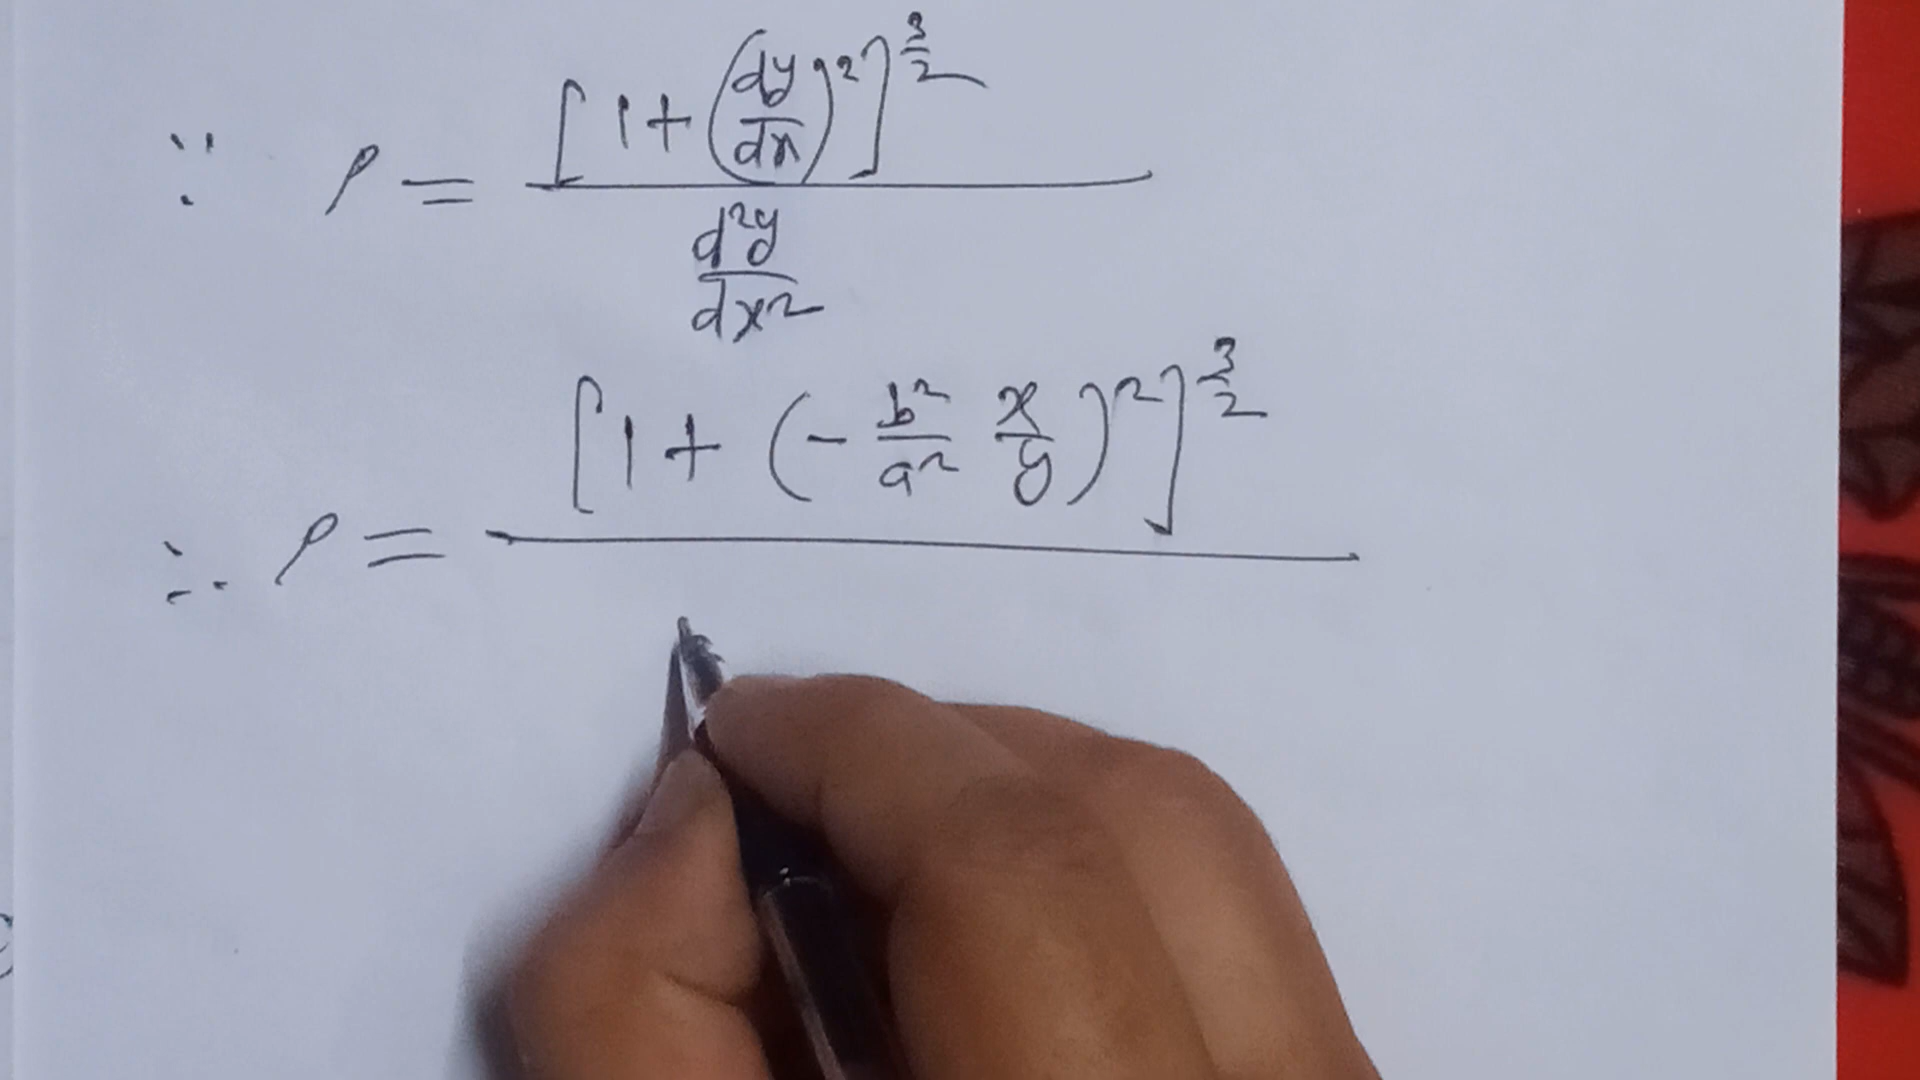 ∵ ρ = [1+(dy/dx)²]^3/2 / d²y/dx²
∴ ρ = [1+(-b²/a² x/y)²]^3/2 /